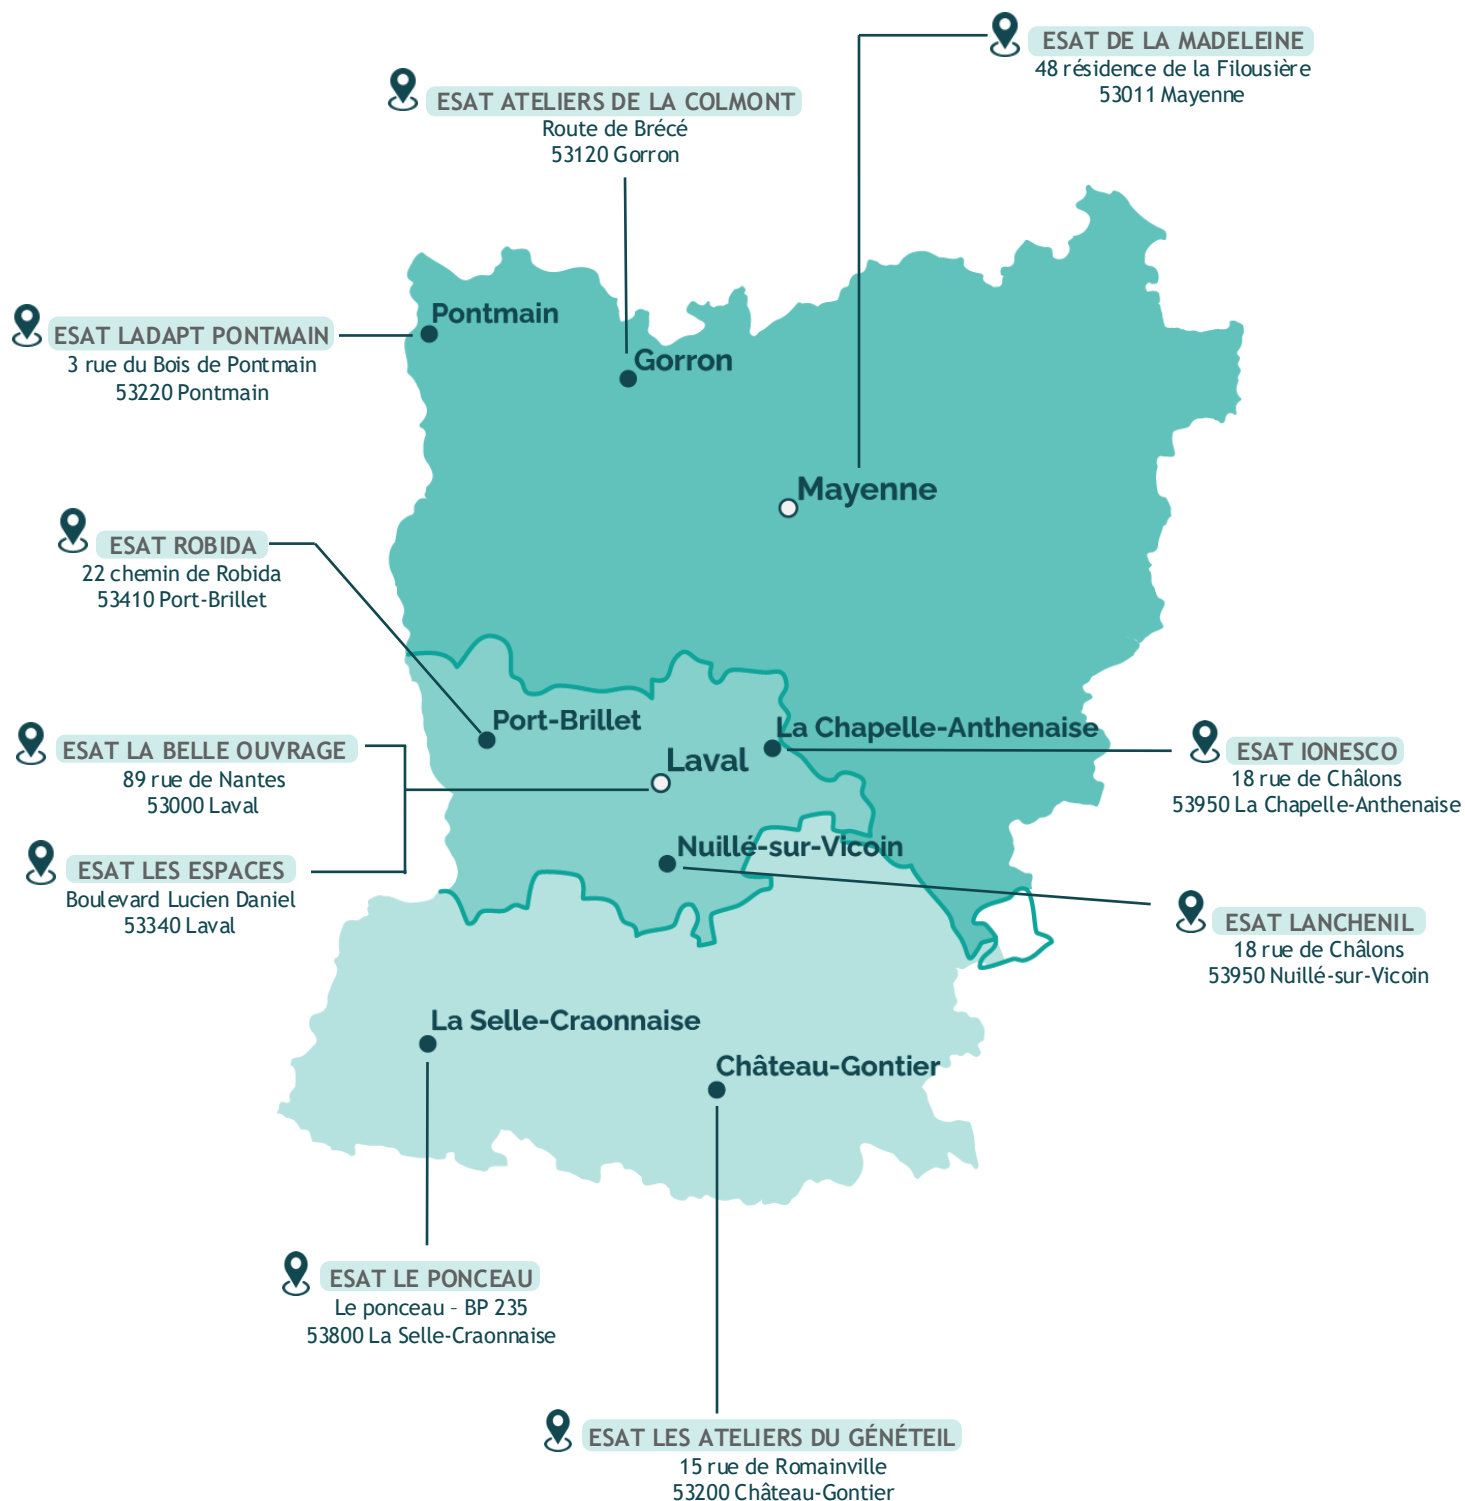 ESAT DE LA MADELEINE
48 résidence de la Filousière
53011 Mayenne
ESAT ATELIERS DE LA COLMONT
Route de Brécé
53120 Gorron
Pontmain
ESAT LADAPT PONTMAIN
3 rue du Bois de Pontmain
53220 Pontmain
Gorron
Mayenne
ESAT ROBIDA
22 chemin de Robida
53410 Port-Brillet
Port-Brillet
La Chapelle-Anthenaise
ESAT LA BELLE OUVRAGE
89 rue de Nantes
53000 Laval
Laval
ESAT IONESCO
18 rue de Châlons
53950 La Chapelle-Anthenaise
Nuillé-sur-Vicoin
ESAT LES ESPACES
Boulevard Lucien Daniel
53340 Laval
ESAT LANCHENIL
18 rue de Châlons
53950 Nuillé-sur-Vicoin
La Selle-Craonnaise
Château-Gontier
ESAT LE PONCEAU
Le ponceau – BP 235
53800 La Selle-Craonnaise
ESAT LES ATELIERS DU GÉNÉTEIL
15 rue de Romainville
53200 Château-Gontier